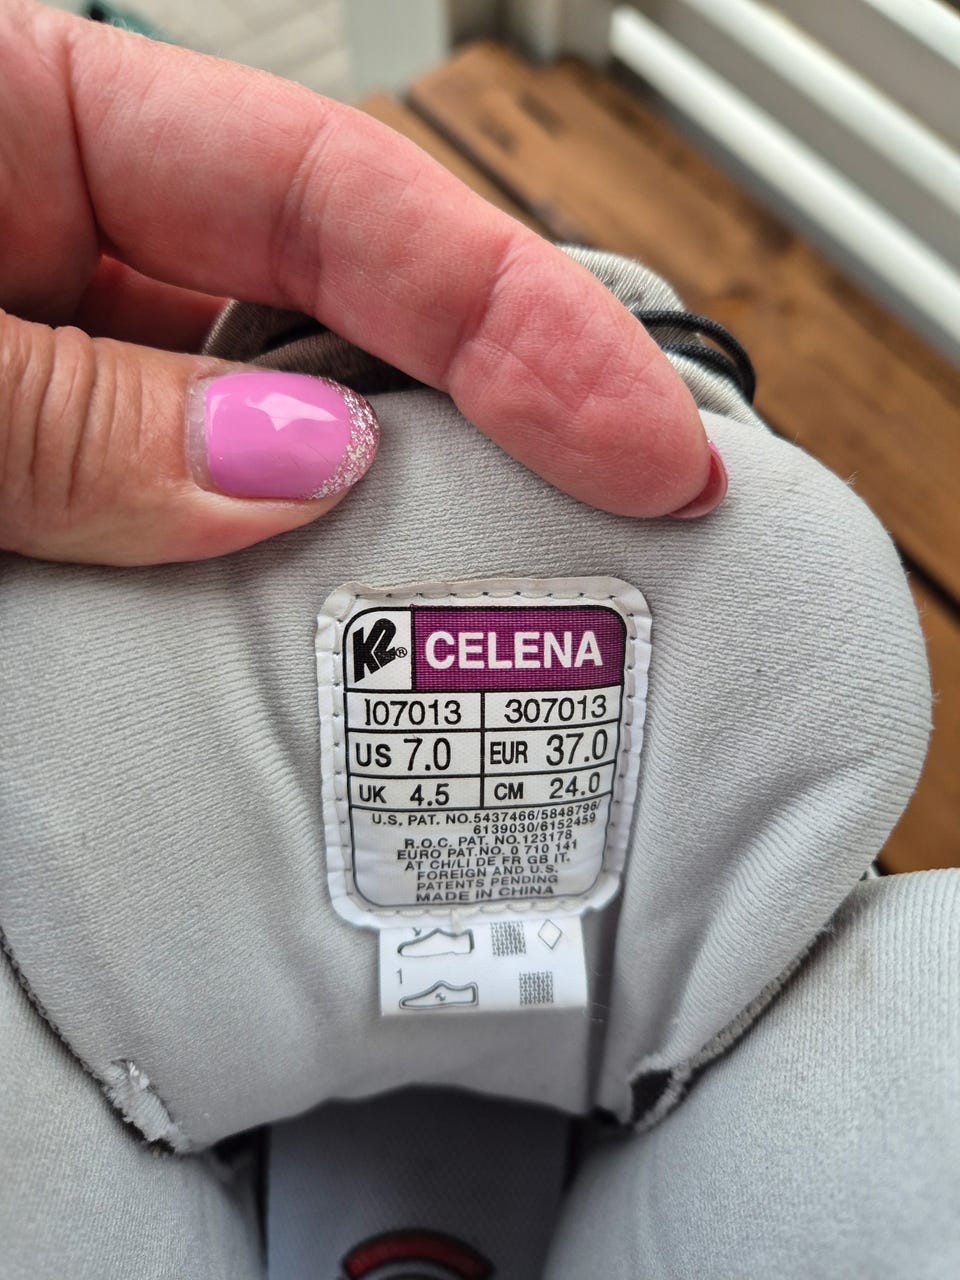 K2® CELENA
I07013 307013
US 7.0 EUR 37.0
UK 4.5 CM 24.0
U.S. PAT. NO.5437466/5848796/
6139030/6152459
R.O.C. PAT. NO.123178
EURO PAT.NO. 0 710 141
AT CH/LI DE FR GB IT.
FOREIGN AND U.S.
PATENTS PENDING
MADE IN CHINA
1